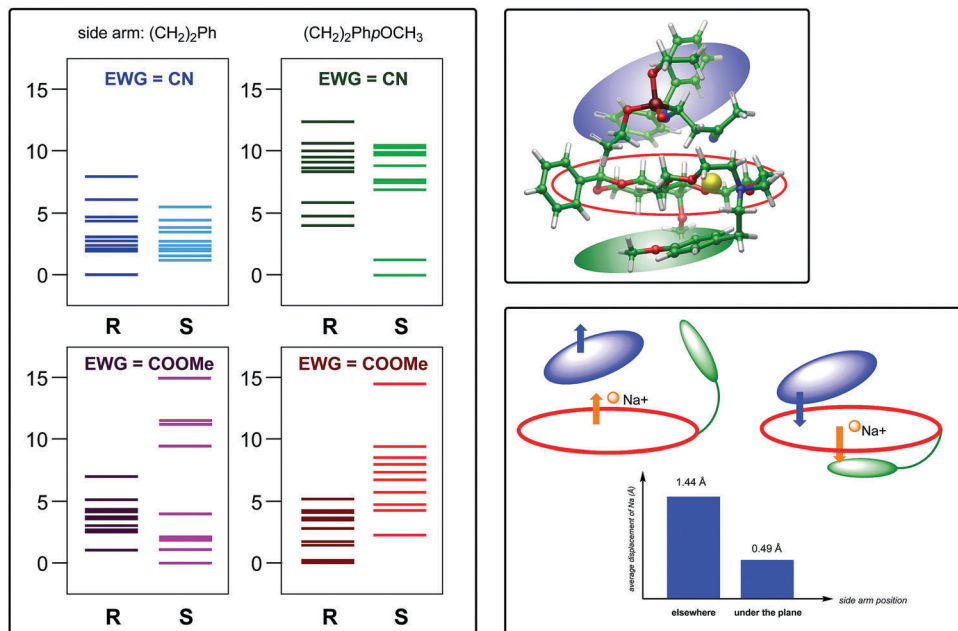 side arm: (CH₂)₂Ph
(CH₂)₂PhpOCH₃
EWG = CN
15
10
5
0
R S
EWG = CN
15
10
5
0
R S
EWG = COOMe
15
10
5
0
R S
EWG = COOMe
15
10
5
0
R S
Na+
Na+
average displacement of Na (Å)
1.44 Å
0.49 Å
elsewhere
under the plane
side arm position